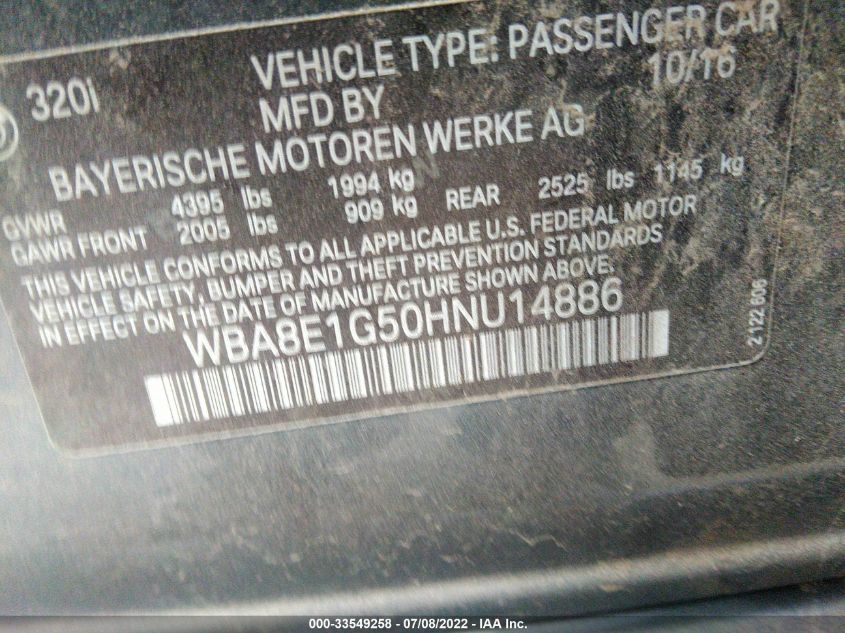 320i
VEHICLE TYPE: PASSENGER CAR
MFD BY 10/16
BAYERISCHE MOTOREN WERKE AG
GVWR 4395 lbs 1994 kg
GAWR FRONT 2005 lbs 909 kg REAR 2525 lbs 1145 kg
THIS VEHICLE CONFORMS TO ALL APPLICABLE U.S. FEDERAL MOTOR
VEHICLE SAFETY, BUMPER AND THEFT PREVENTION STANDARDS
IN EFFECT ON THE DATE OF MANUFACTURE SHOWN ABOVE.
WBA8E1G50HNU14886
2122 606
000-33549258 - 07/08/2022 - IAA Inc.